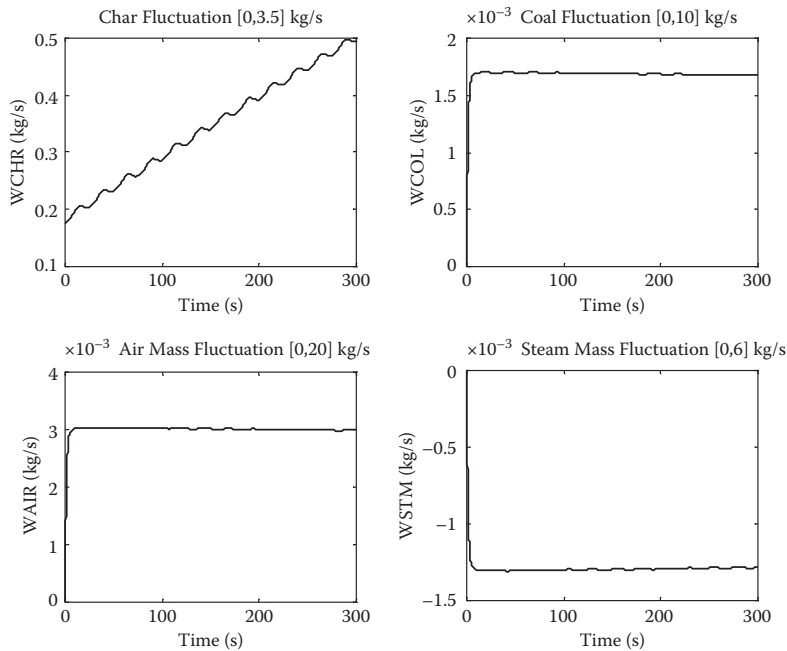 Char Fluctuation [0,3.5] kg/s
0.5
0.4
0.3
0.2
0.1
WCHR (kg/s)
0
100
200
300
Time (s)
×10⁻³ Coal Fluctuation [0,10] kg/s
2
1.5
1
0.5
0
WCOL (kg/s)
0
100
200
300
Time (s)
×10⁻³ Air Mass Fluctuation [0,20] kg/s
4
3
2
1
0
WAIR (kg/s)
0
100
200
300
Time (s)
×10⁻³ Steam Mass Fluctuation [0,6] kg/s
0
−0.5
−1
−1.5
WSTM (kg/s)
0
100
200
300
Time (s)